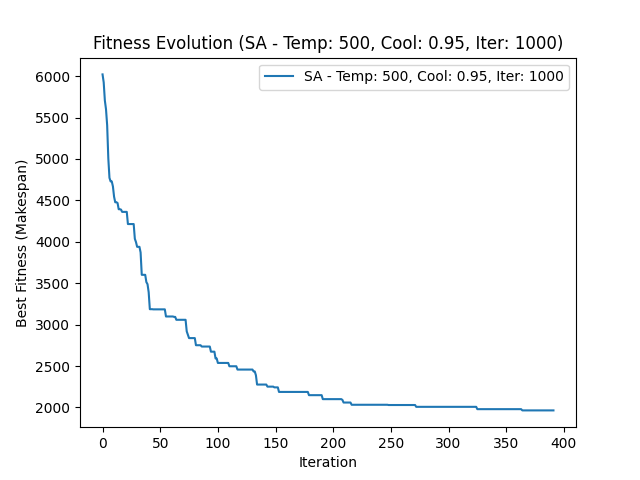 Fitness Evolution (SA - Temp: 500, Cool: 0.95, Iter: 1000)
SA - Temp: 500, Cool: 0.95, Iter: 1000
Best Fitness (Makespan)
6000
5500
5000
4500
4000
3500
3000
2500
2000
0 50 100 150 200 250 300 350 400
Iteration